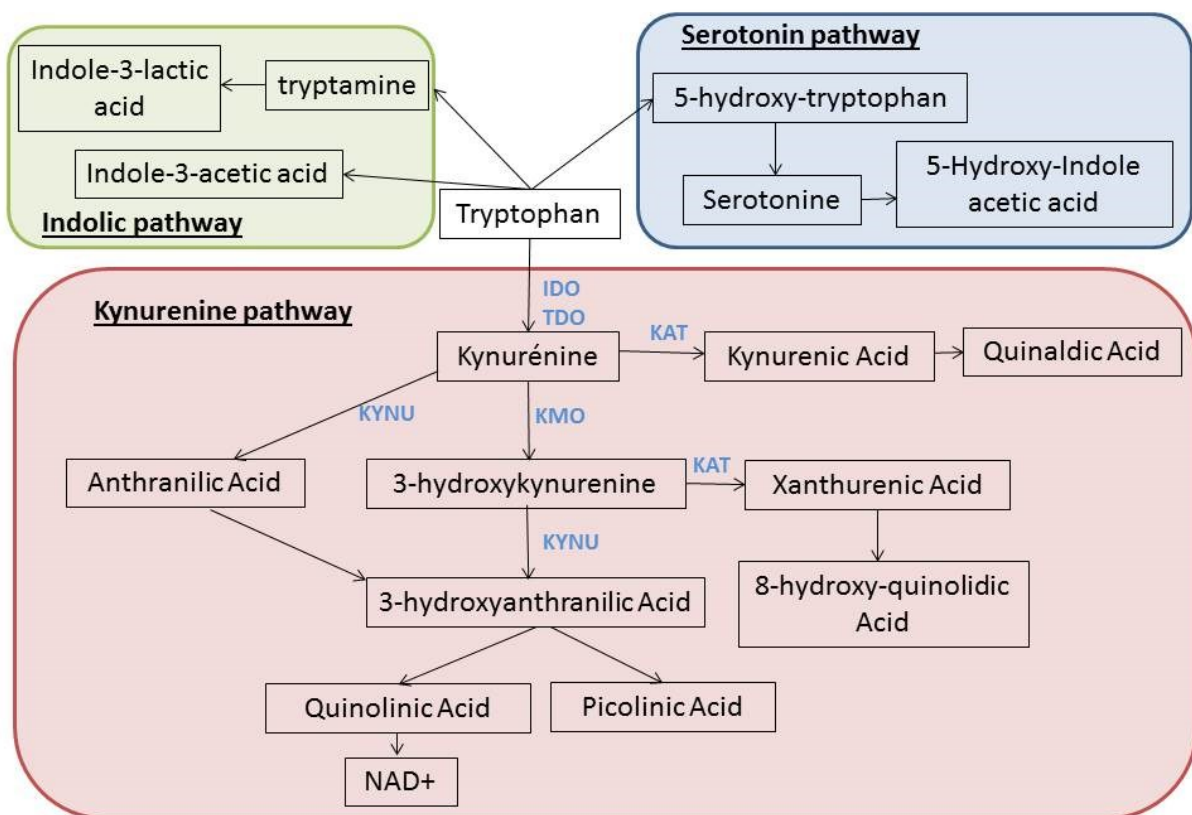 Serotonin pathway
Indole-3-lactic
acid
tryptamine
5-hydroxy-tryptophan
Indole-3-acetic acid
5-Hydroxy-Indole
acetic acid
Serotonine
Indolic pathway
Tryptophan
Kynurenine pathway
IDO
TDO
Kynurénine
KAT
Kynurenic Acid
Quinaldic Acid
KYNU
KMO
Anthranilic Acid
3-hydroxykynurenine
KAT
Xanthurenic Acid
KYNU
3-hydroxyanthranilic Acid
8-hydroxy-quinolidic
Acid
Quinolinic Acid
Picolinic Acid
NAD+